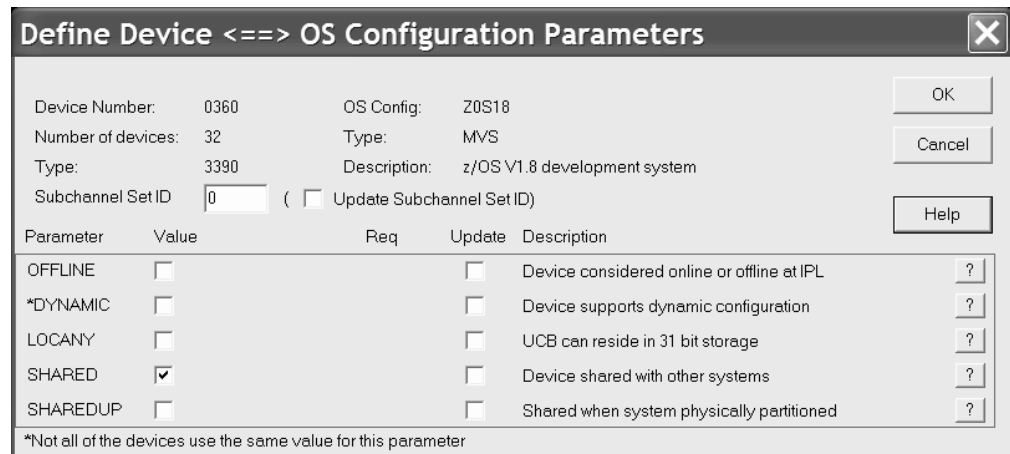 Define Device <==> OS Configuration Parameters
Device Number: 0360 OS Config: Z0S18 OK
Number of devices: 32 Type: MVS Cancel
Type: 3390 Description: z/OS V1.8 development system
Subchannel Set ID 0 ( Update Subchannel Set ID) Help
Parameter Value Req Update Description
OFFLINE Device considered online or offline at IPL ?
*DYNAMIC Device supports dynamic configuration ?
LOCANY UCB can reside in 31 bit storage ?
SHARED Device shared with other systems ?
SHAREDUP Shared when system physically partitioned ?
*Not all of the devices use the same value for this parameter